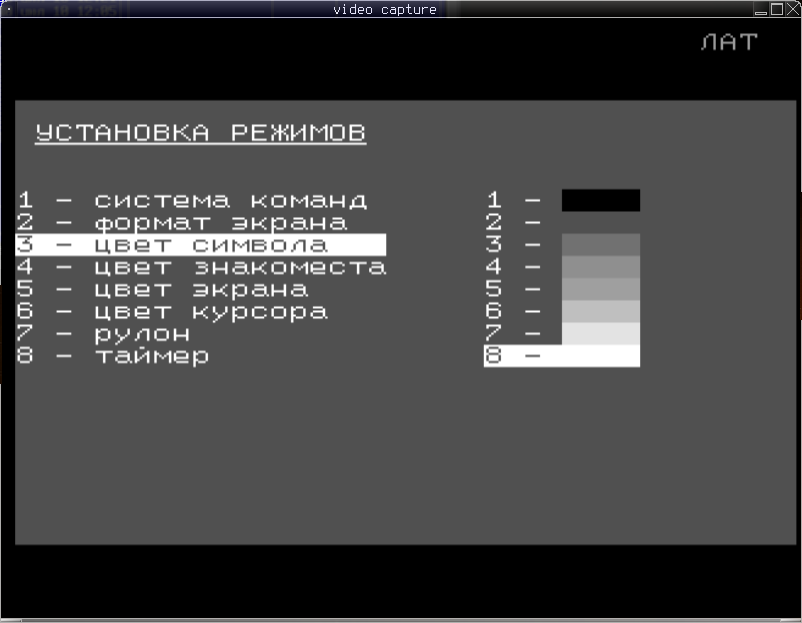 video capture
ЛАТ
УСТАНОВКА РЕЖИМОВ
1 - система команд
2 - формат экрана
3 - цвет символа
4 - цвет знакоместа
5 - цвет экрана
6 - цвет курсора
7 - рулон
8 - таймер
1 -
2 -
3 -
4 -
5 -
6 -
7 -
8 -